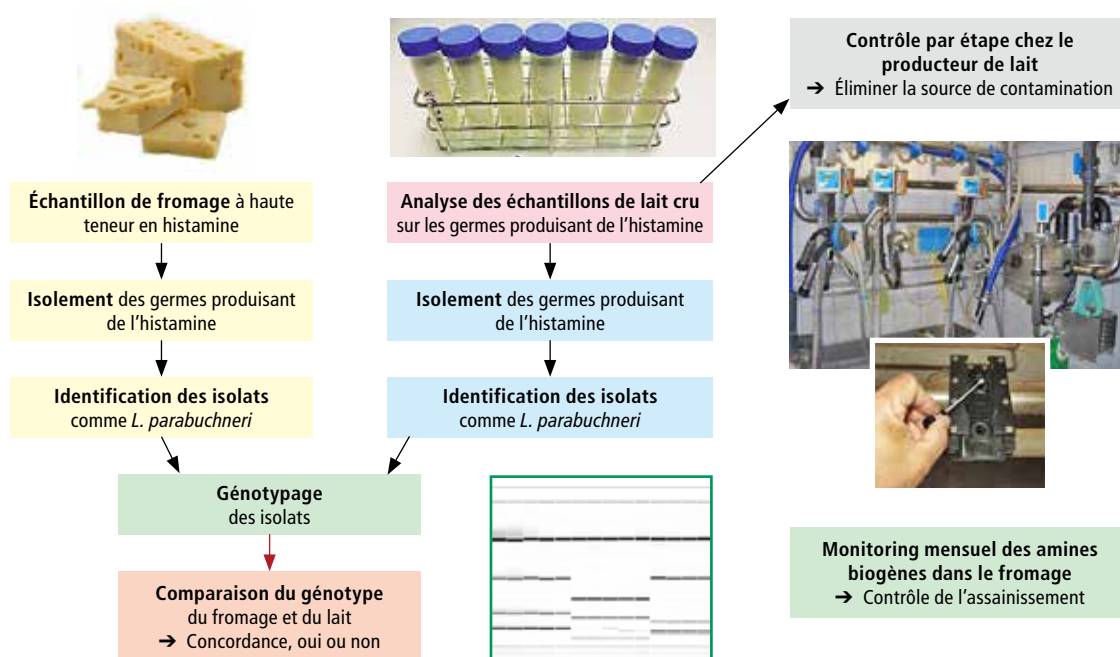 Échantillon de fromage à haute
teneur en histamine
Isolement des germes produisant
de l’histamine
Identification des isolats
comme L. parabuchneri
Analyse des échantillons de lait cru
sur les germes produisant de l’histamine
Isolement des germes produisant
de l’histamine
Identification des isolats
comme L. parabuchneri
Génotypage
des isolats
Comparaison du génotype
du fromage et du lait
➔ Concordance, oui ou non
Contrôle par étape chez le
producteur de lait
➔ Éliminer la source de contamination
Monitoring mensuel des amines
biogènes dans le fromage
➔ Contrôle de l’assainissement